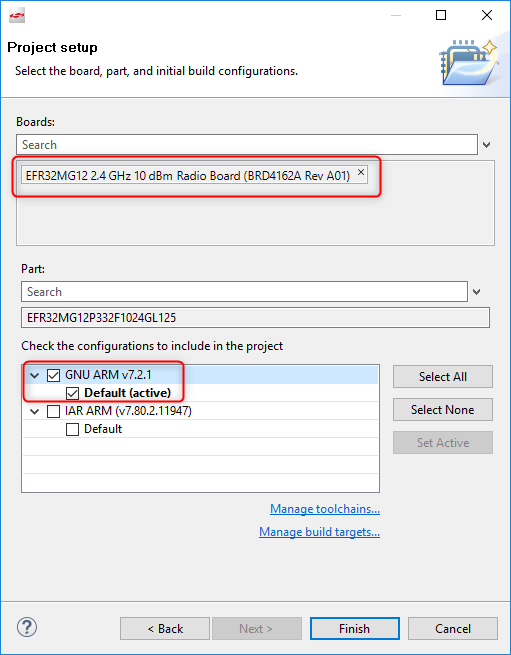 Project setup
Select the board, part, and initial build configurations.
Boards:
Search
EFR32MG12 2.4 GHz 10 dBm Radio Board (BRD4162A Rev A01) ×
Part:
Search
EFR32MG12P332F1024GL125
Check the configurations to include in the project
GNU ARM v7.2.1
Default (active)
IAR ARM (v7.80.2.11947)
Default
Select All
Select None
Set Active
Manage toolchains...
Manage build targets...
?
< Back
Next >
Finish
Cancel